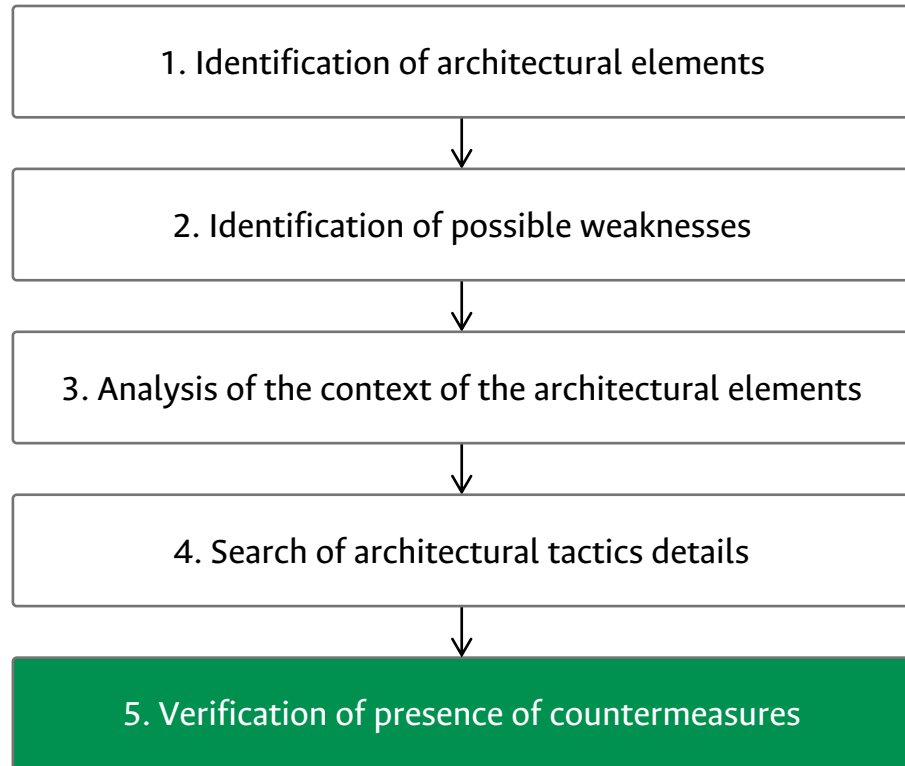 1. Identification of architectural elements
2. Identification of possible weaknesses
3. Analysis of the context of the architectural elements
4. Search of architectural tactics details
5. Verification of presence of countermeasures